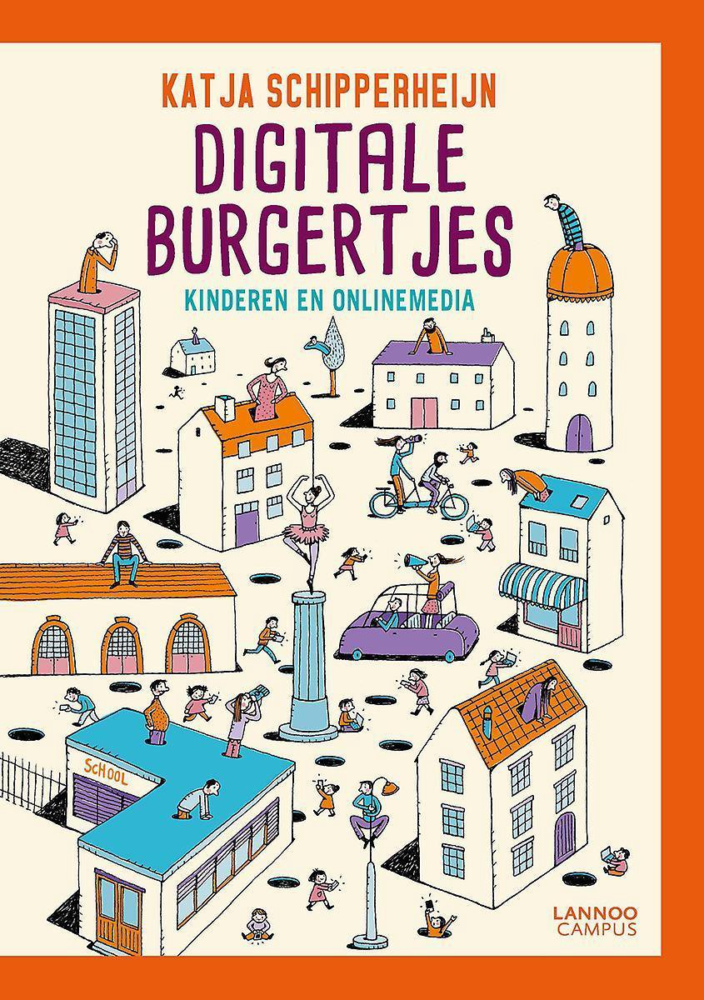 KATJA SCHIPPERHEIJN
DIGITALE
BURGERTJES
KINDEREN EN ONLINEMEDIA
SCHOOL
LANNOO
CAMPUS